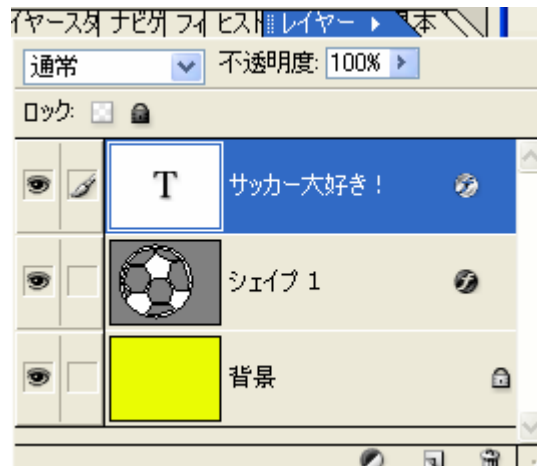 イヤースタ ナビゲ フィ ヒスト レイヤー 本
通常 不透明度: 100%
ロック:
T サッカー大好き！
シェイプ 1
背景